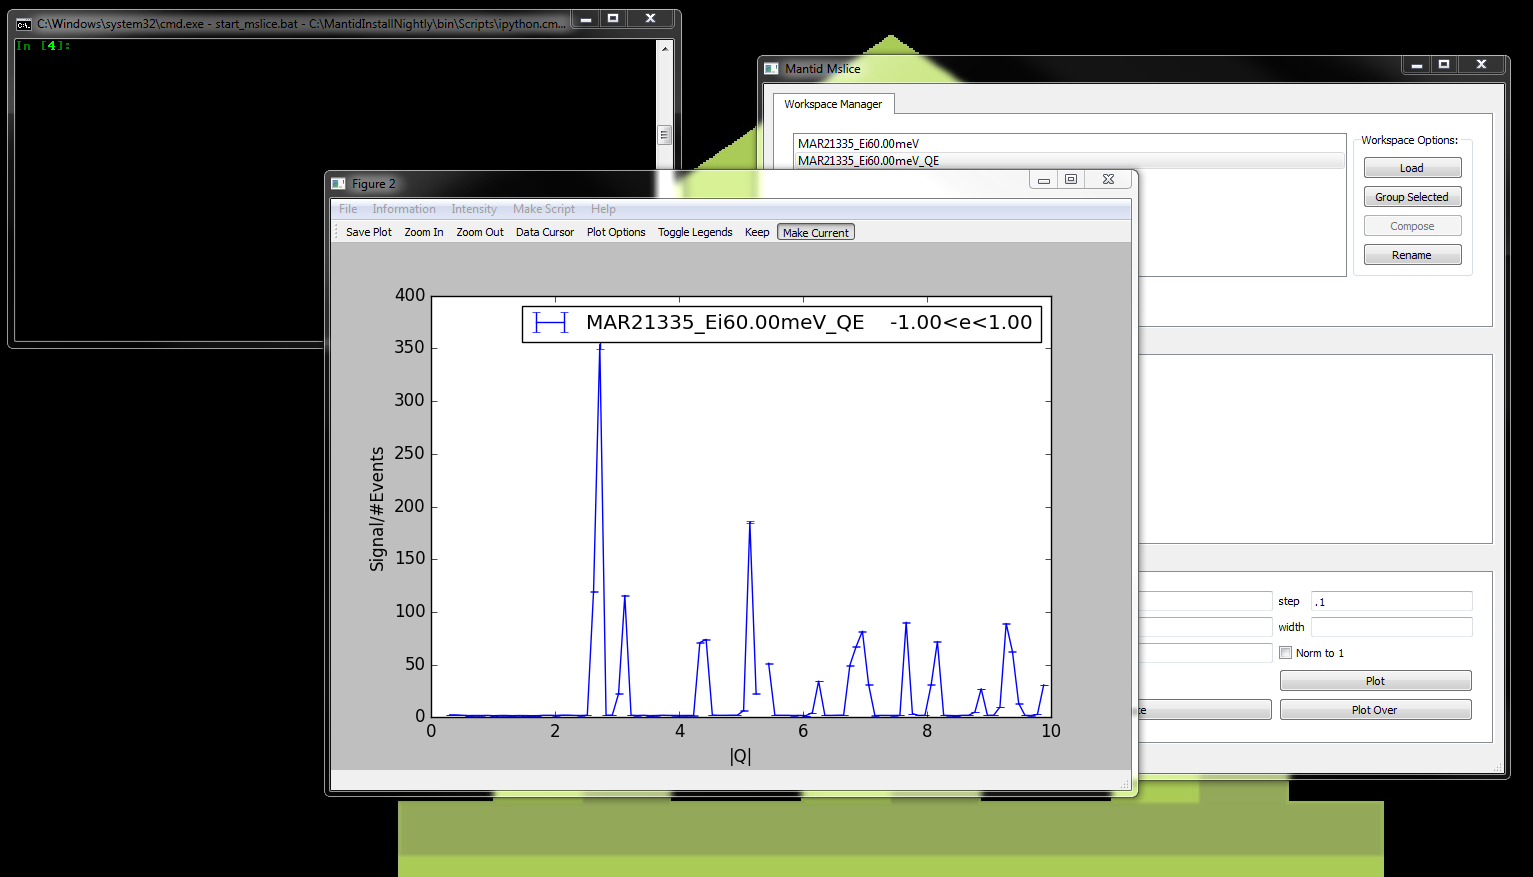 C:\Windows\system32\cmd.exe - start_mslice.bat - C:\MantidInstallNightly\bin\Scripts\ipython.cm...
In [4]:
Mantid Mslice
Workspace Manager
MAR21335_Ei60.00meV
MAR21335_Ei60.00meV_QE
Workspace Options:
Load
Group Selected
Compose
Rename
Figure 2
File Information Intensity Make Script Help
Save Plot Zoom In Zoom Out Data Cursor Plot Options Toggle Legends Keep Make Current
MAR21335_Ei60.00meV_QE -1.00<e<1.00
400
350
300
250
200
150
100
50
0
Signal/#Events
0 2 4 6 8 10
|Q|
step .1
width
Norm to 1
Plot
Plot Over